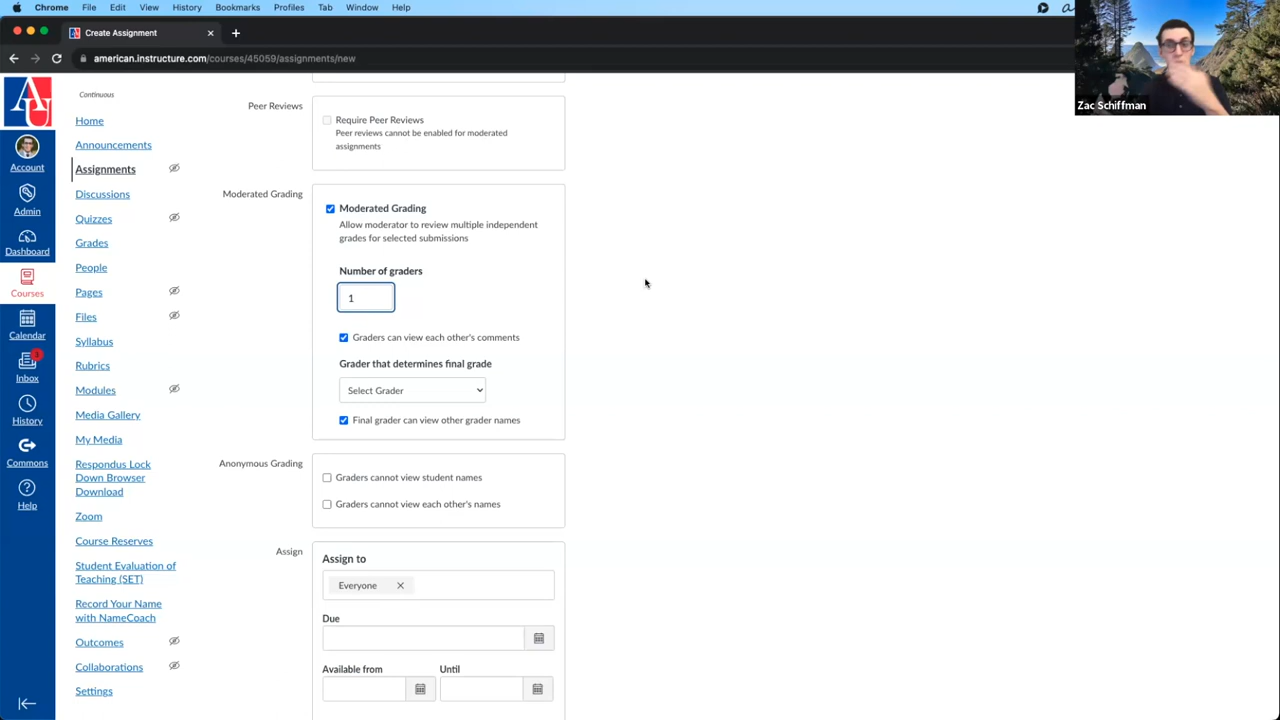 Chrome File Edit View History Bookmarks Profiles Tab Window Help
Create Assignment
american.instructure.com/courses/45059/assignments/new
Zac Schiffman
AU
Account
Admin
Dashboard
Courses
Calendar
3
Inbox
History
Commons
Help
Continuous
Home
Announcements
Assignments
Discussions
Quizzes
Grades
People
Pages
Files
Syllabus
Rubrics
Modules
Media Gallery
My Media
Respondus Lock
Down Browser
Download
Zoom
Course Reserves
Student Evaluation of
Teaching (SET)
Record Your Name
with NameCoach
Outcomes
Collaborations
Settings
Peer Reviews
Require Peer Reviews
Peer reviews cannot be enabled for moderated
assignments
Moderated Grading
Moderated Grading
Allow moderator to review multiple independent
grades for selected submissions
Number of graders
1
Graders can view each other's comments
Grader that determines final grade
Select Grader
Final grader can view other grader names
Anonymous Grading
Graders cannot view student names
Graders cannot view each other's names
Assign
Assign to
Everyone
Due
Available from Until